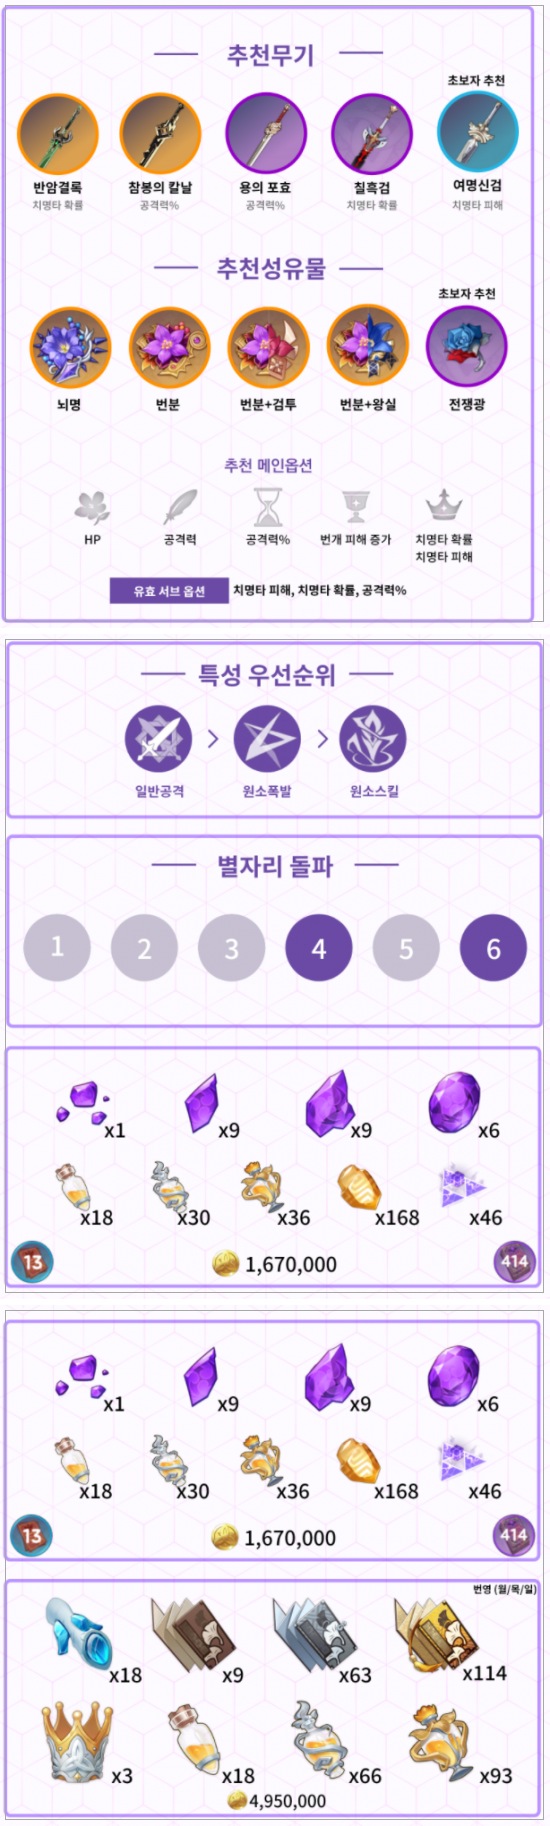 추천무기
초보자 추천
반암결록 참봉의 칼날 용의 포효 칠흑검 여명신검
치명타 확률 공격력% 공격력% 치명타 확률 치명타 피해
추천성유물
초보자 추천
뇌명 번분 번분+검투 번분+왕실 전쟁광
추천 메인옵션
HP 공격력 공격력% 번개 피해 증가 치명타 확률
치명타 피해
유효 서브 옵션 치명타 피해, 치명타 확률, 공격력%
특성 우선순위
일반공격 > 원소폭발 > 원소스킬
별자리 돌파
1 2 3 4 5 6
x1 x9 x9 x6
x18 x30 x36 x168 x46
13 1,670,000 414
x1 x9 x9 x6
x18 x30 x36 x168 x46
13 1,670,000 414
번영 (월/목/일)
x18 x9 x63 x114
x3 x18 x66 x93
4,950,000